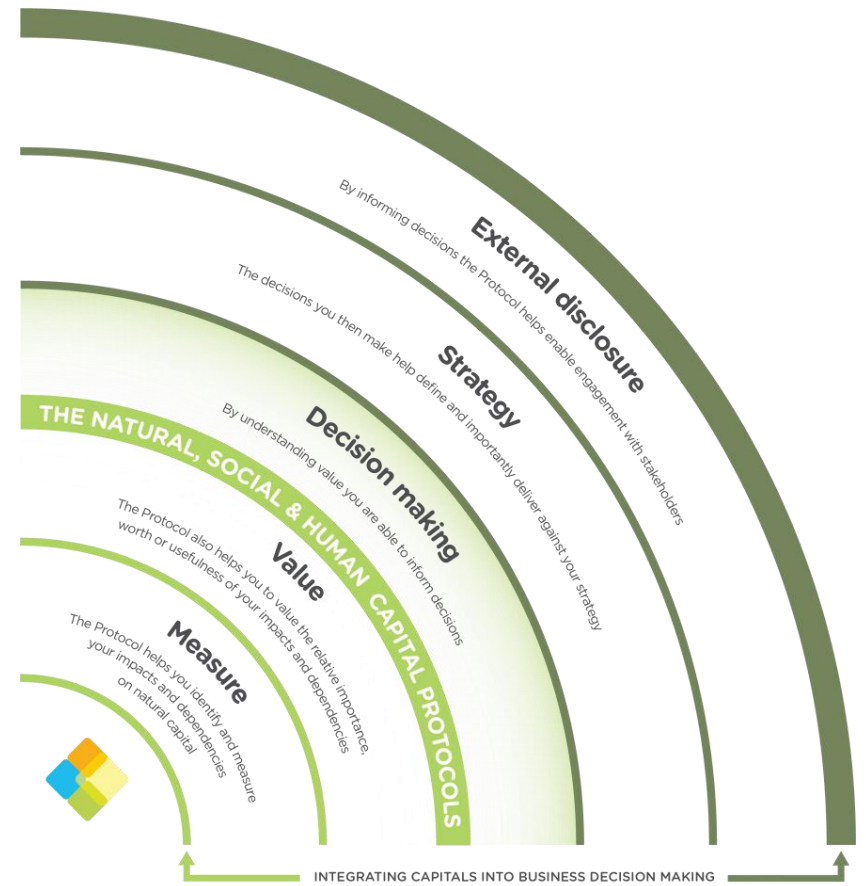 External disclosure
By informing decisions the Protocol helps enable engagement with stakeholders
Strategy
The decisions you then make help define and importantly deliver against your strategy
Decision making
By understanding value you are able to inform decisions
THE NATURAL, SOCIAL & HUMAN CAPITAL PROTOCOLS
Value
The Protocol also helps you to value the relative importance,
worth or usefulness of your impacts and dependencies
Measure
The Protocol helps you identify and measure
your impacts and dependencies
on natural capital
INTEGRATING CAPITALS INTO BUSINESS DECISION MAKING